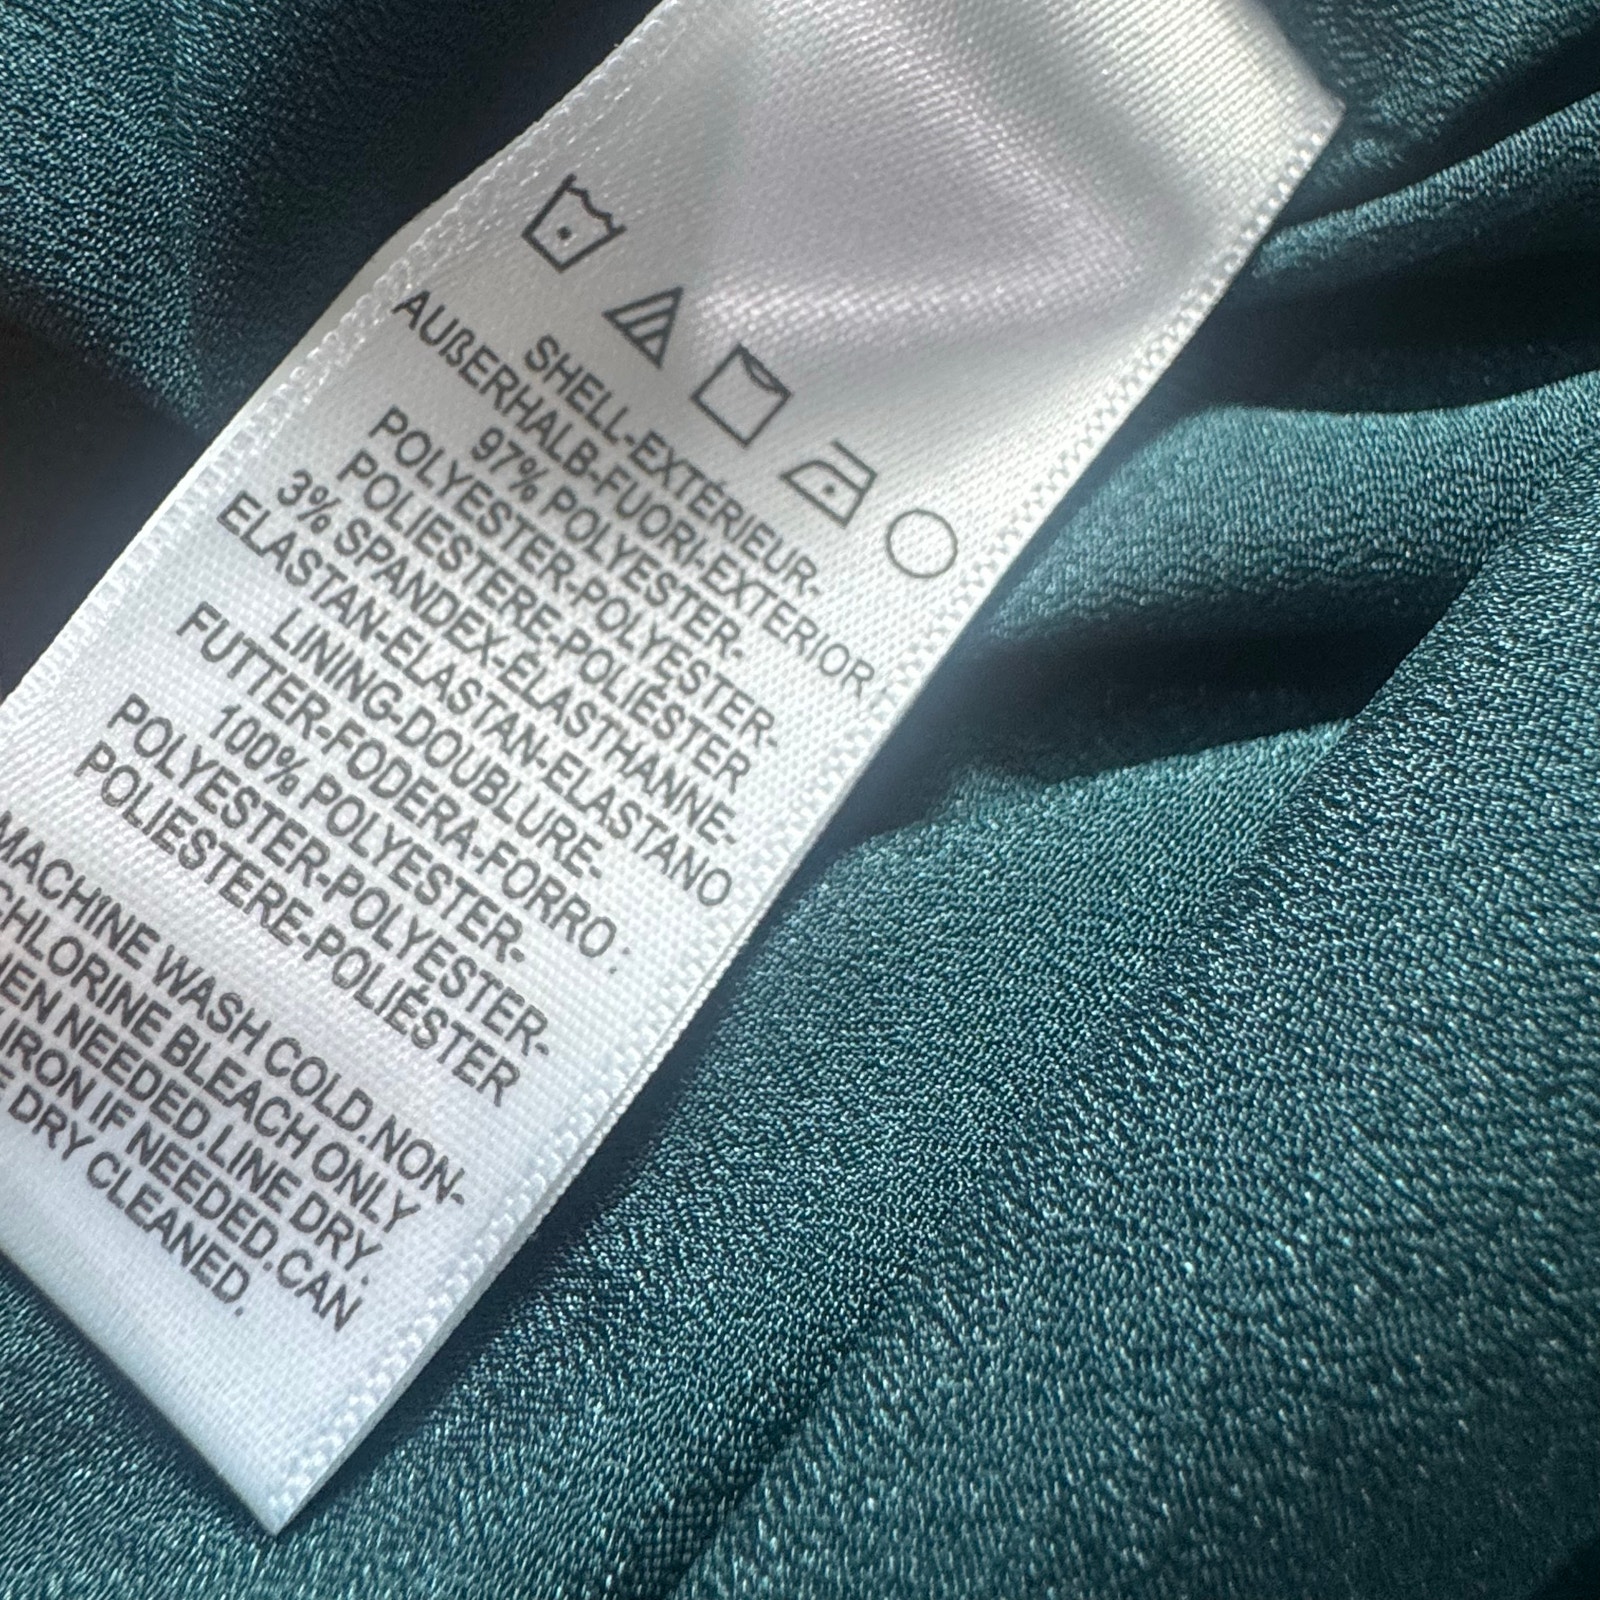 SHELL-EXTÉRIEUR-
AUßERHALB-FUORI-EXTERIOR
97% POLYESTER-
POLYESTER-POLYESTER-
POLIESTERE-POLIÉSTER
3% SPANDEX-ÉLASTHANNE-
ELASTAN-ELASTAN-ELASTANO
LINING-DOUBLURE-
FUTTER-FODERA-FORRO:
100% POLYESTER-
POLYESTER-POLYESTER-
POLIESTERE-POLIÉSTER
MACHINE WASH COLD.NON-
CHLORINE BLEACH ONLY
NEEDED.LINE DRY.
IRON IF NEEDED.CAN
DRY CLEANED.